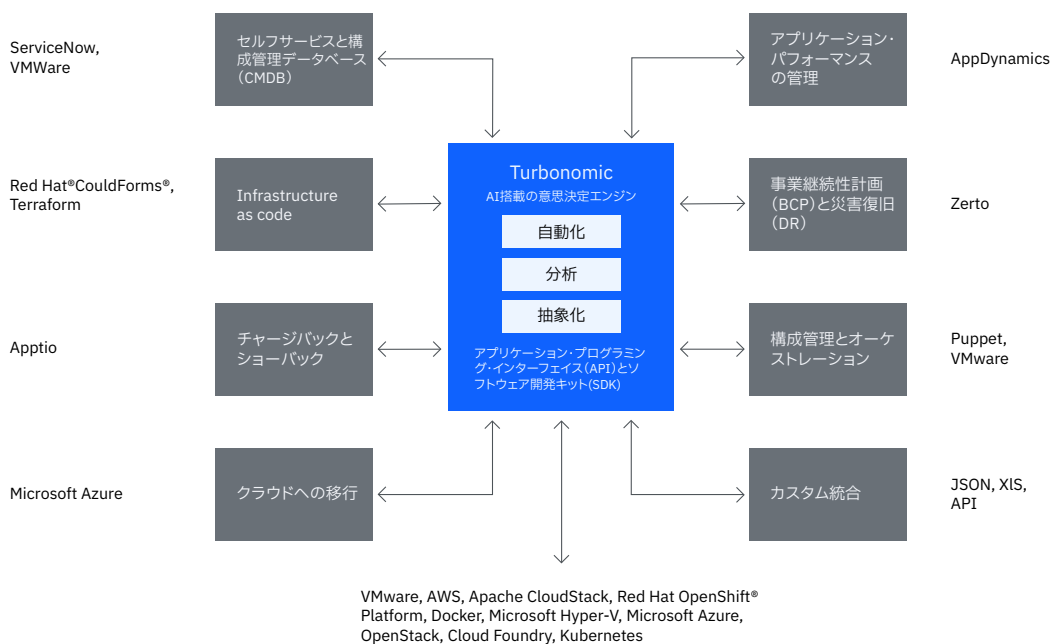 ServiceNow,
VMWare
セルフサービスと構
成管理データベース
（CMDB）
アプリケーション・
パフォーマンス
の管理
AppDynamics
Red Hat®CouldForms®,
Terraform
Infrastructure
as code
Turbonomic
AI搭載の意思決定エンジン
自動化
分析
抽象化
アプリケーション・プログラミン
グ・インターフェイス（API）とソ
フトウェア開発キット(SDK)
事業継続性計画
（BCP）と災害復旧
（DR）
Zerto
Apptio
チャージバックと
ショーバック
構成管理とオーケ
ストレーション
Puppet,
VMware
Microsoft Azure
クラウドへの移行
カスタム統合
JSON, XlS,
API
VMware, AWS, Apache CloudStack, Red Hat OpenShift®
Platform, Docker, Microsoft Hyper-V, Microsoft Azure,
OpenStack, Cloud Foundry, Kubernetes